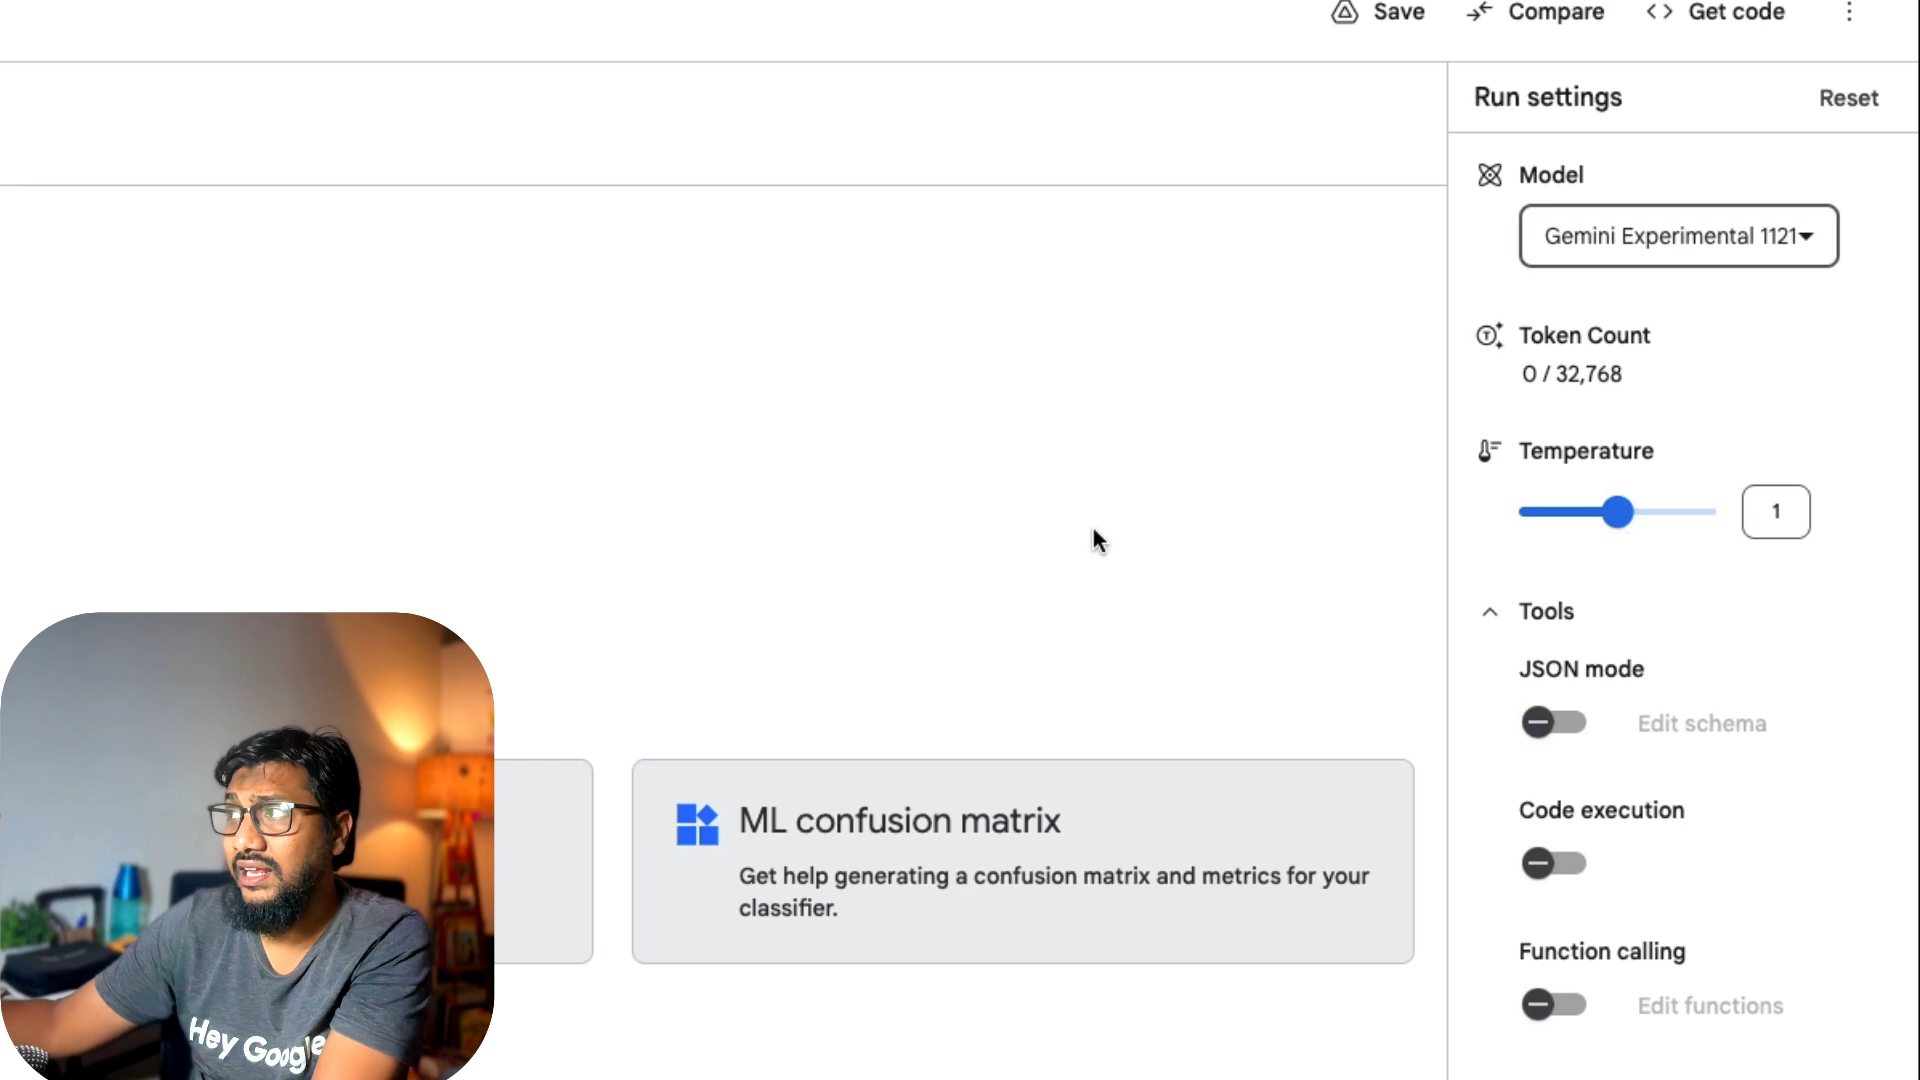 Save
Compare
Get code
Run settings
Reset
Model
Gemini Experimental 1121
Token Count
0 / 32,768
Temperature
1
Tools
JSON mode
Edit schema
ML confusion matrix
Get help generating a confusion matrix and metrics for your
classifier.
Code execution
Function calling
Edit functions
Hey Google